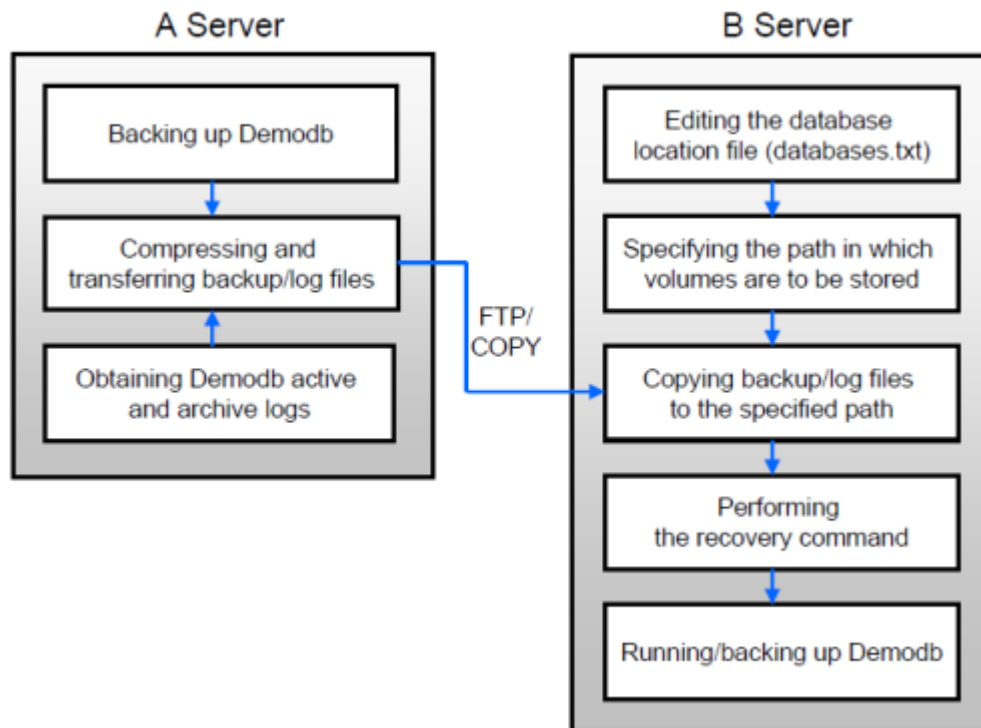 A Server
Backing up Demodb
Compressing and
transferring backup/log files
Obtaining Demodb active
and archive logs
FTP/
COPY
B Server
Editing the database
location file (databases.txt)
Specifying the path in which
volumes are to be stored
Copying backup/log files
to the specified path
Performing
the recovery command
Running/backing up Demodb